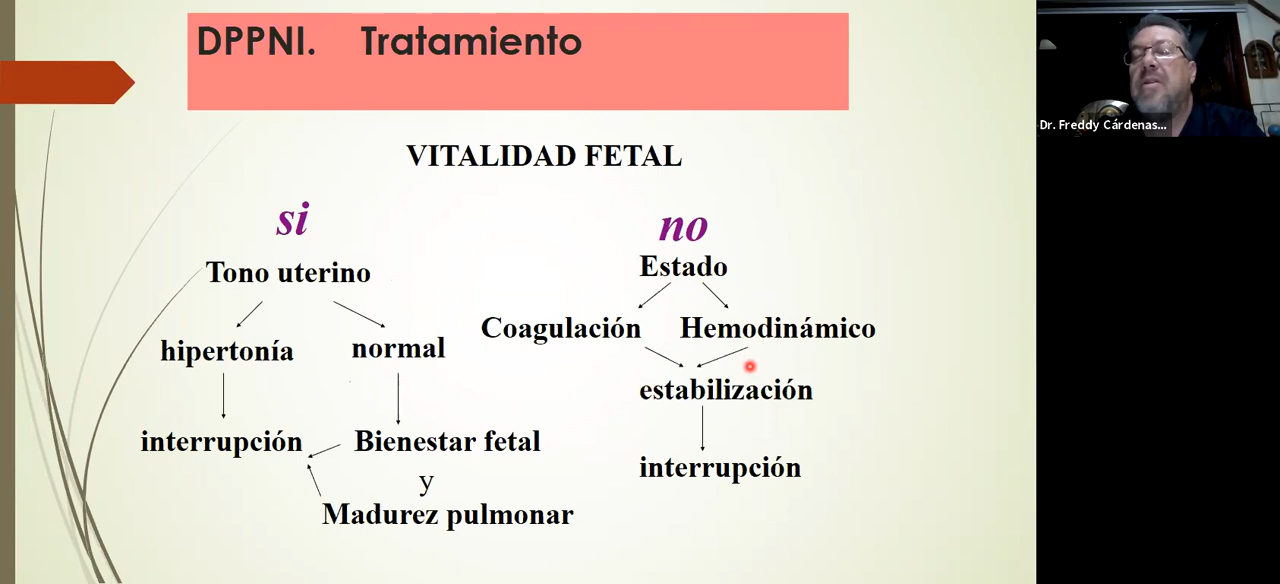 DPPNI. Tratamiento
Dr. Freddy Cárdenas...
VITALIDAD FETAL
si
no
Tono uterino
Estado
hipertonía
normal
Coagulación
Hemodinámico
estabilización
interrupción
Bienestar fetal
y
Madurez pulmonar
interrupción